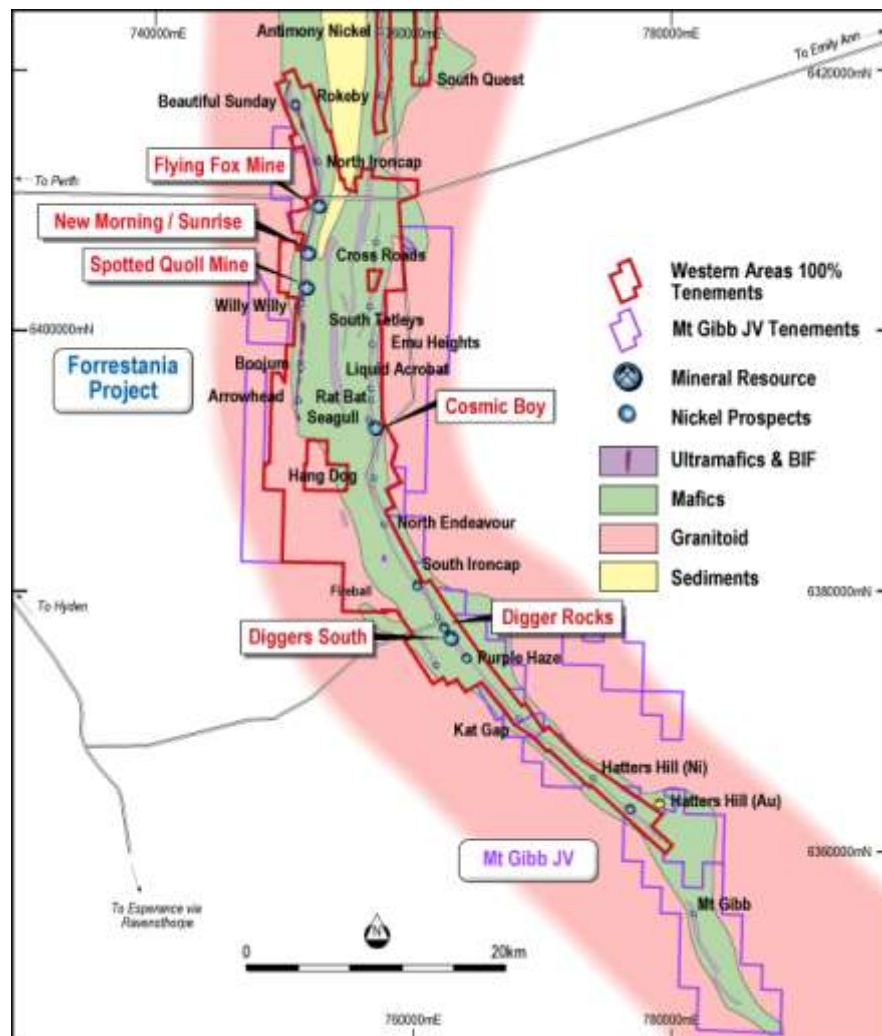 740000mE
760000mE
780000mE
Antimony Nickel
To Emily Ann
6420000mN
South Quest
Beautiful Sunday
Rokeby
North Ironcap
Flying Fox Mine
To Perth
New Morning / Sunrise
Cross Roads
Spotted Quoll Mine
Willy Willy
South Tetleys
6400000mN
Emu Heights
Forrestania
Project
Boojum
Liquid Acrobat
Arrowhead
Rat Bat
Seagull
Cosmic Boy
Hang Dog
North Endeavour
South Ironcap
Fireball
6380000mN
To Hyden
Digger Rocks
Diggers South
Purple Haze
Kat Gap
Hatters Hill (Ni)
Hatters Hill (Au)
Mt Gibb JV
6360000mN
Mt Gibb
To Esperance via
Ravensthorpe
N
0
20km
760000mE
780000mE
Western Areas 100%
Tenements
Mt Gibb JV Tenements
Mineral Resource
Nickel Prospects
Ultramafics & BIF
Mafics
Granitoid
Sediments